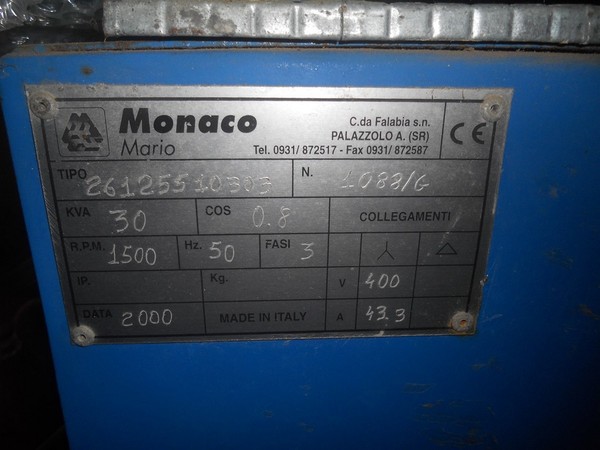 Monaco
Mario
C.da Falabia s.n.
PALAZZOLO A. (SR)
Tel. 0931/ 872517 - Fax 0931/ 872587
CE
TIPO 26125510303 N. 1088/G
KVA 30 COS 0.8 COLLEGAMENTI
R.P.M. 1500 Hz. 50 FASI 3
IP. Kg. V 400
DATA 2000 MADE IN ITALY A 43.3